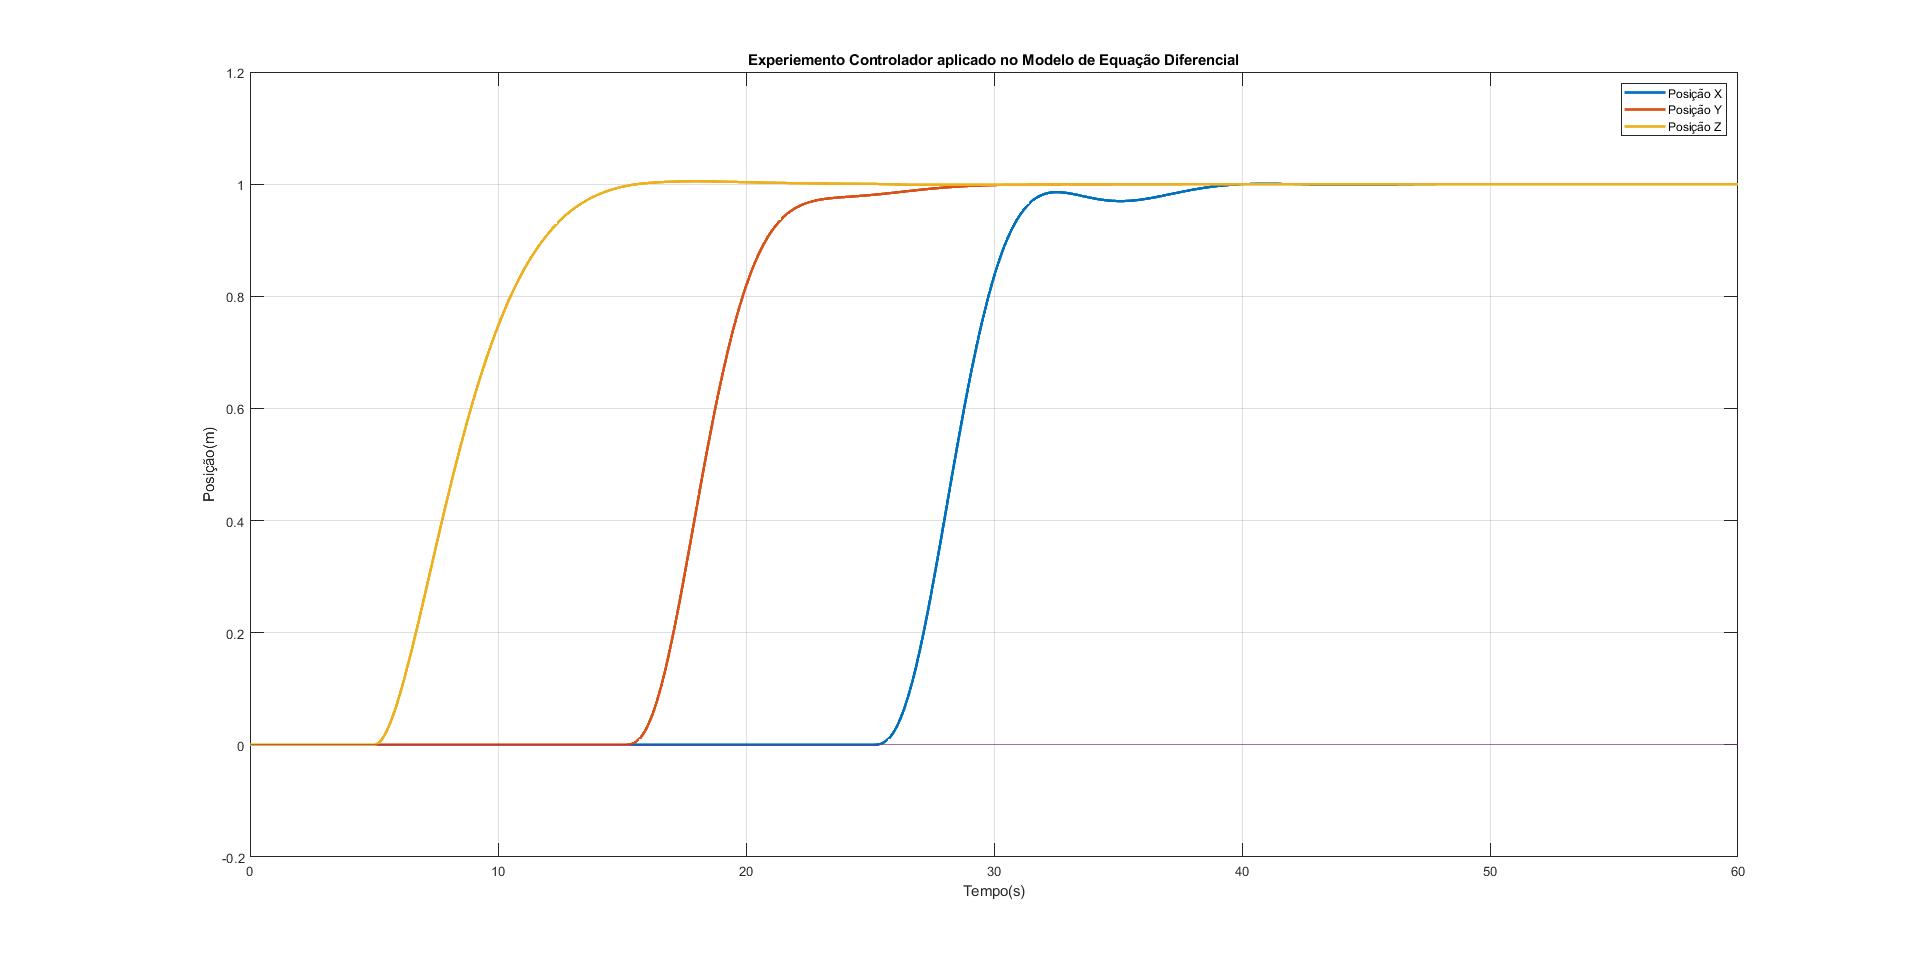 Experiemento Controlador aplicado no Modelo de Equação Diferencial
1.2
1
0.8
0.6
0.4
0.2
0
-0.2
Posição(m)
Posição X
Posição Y
Posição Z
0 10 20 30 40 50 60
Tempo(s)